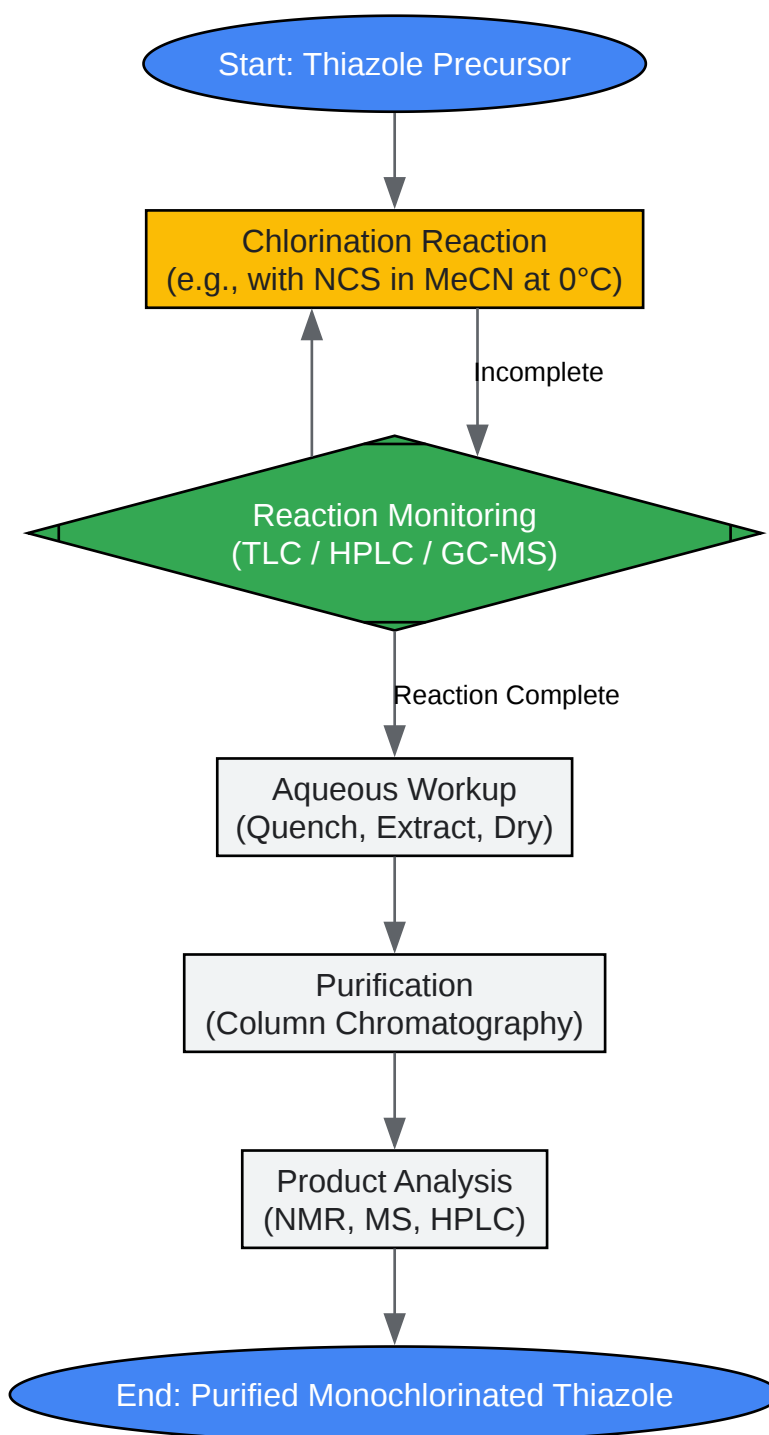 Start: Thiazole Precursor
Chlorination Reaction
(e.g., with NCS in MeCN at 0°C)
Incomplete
Reaction Monitoring
(TLC / HPLC / GC-MS)
Reaction Complete
Aqueous Workup
(Quench, Extract, Dry)
Purification
(Column Chromatography)
Product Analysis
(NMR, MS, HPLC)
End: Purified Monochlorinated Thiazole